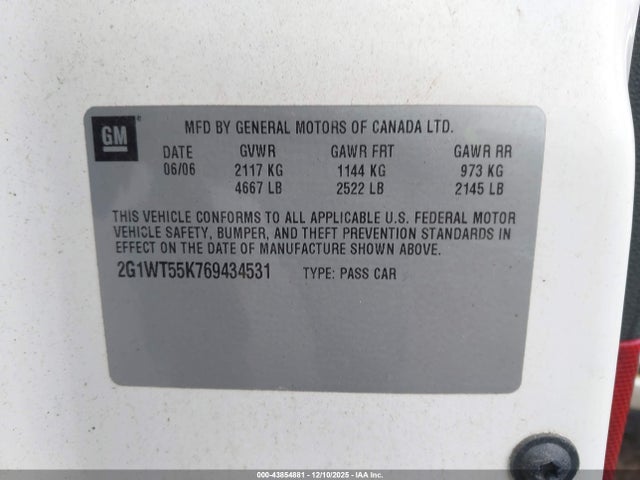 GM
MFD BY GENERAL MOTORS OF CANADA LTD.
DATE GVWR GAWR FRT GAWR RR
06/06 2117 KG 1144 KG 973 KG
4667 LB 2522 LB 2145 LB
THIS VEHICLE CONFORMS TO ALL APPLICABLE U.S. FEDERAL MOTOR
VEHICLE SAFETY, BUMPER, AND THEFT PREVENTION STANDARDS IN
EFFECT ON THE DATE OF MANUFACTURE SHOWN ABOVE.
2G1WT55K769434531 TYPE: PASS CAR
000-43854881 - 12/10/2025 - IAA Inc.